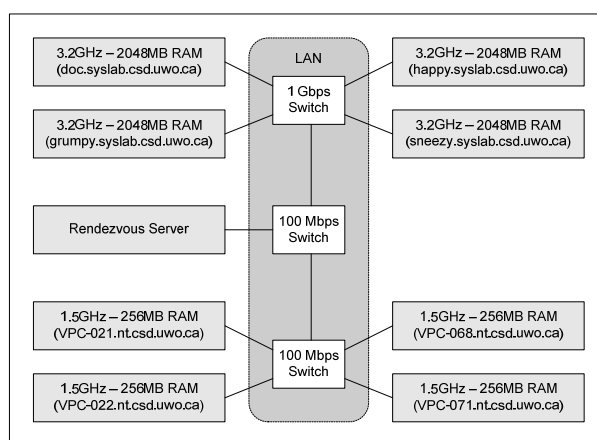 LAN
3.2GHz – 2048MB RAM
(doc.syslab.csd.uwo.ca)
3.2GHz – 2048MB RAM
(happy.syslab.csd.uwo.ca)
1 Gbps
Switch
3.2GHz – 2048MB RAM
(grumpy.syslab.csd.uwo.ca)
3.2GHz – 2048MB RAM
(sneezy.syslab.csd.uwo.ca)
Rendezvous Server
100 Mbps
Switch
1.5GHz – 256MB RAM
(VPC-021.nt.csd.uwo.ca)
1.5GHz – 256MB RAM
(VPC-068.nt.csd.uwo.ca)
100 Mbps
Switch
1.5GHz – 256MB RAM
(VPC-022.nt.csd.uwo.ca)
1.5GHz – 256MB RAM
(VPC-071.nt.csd.uwo.ca)